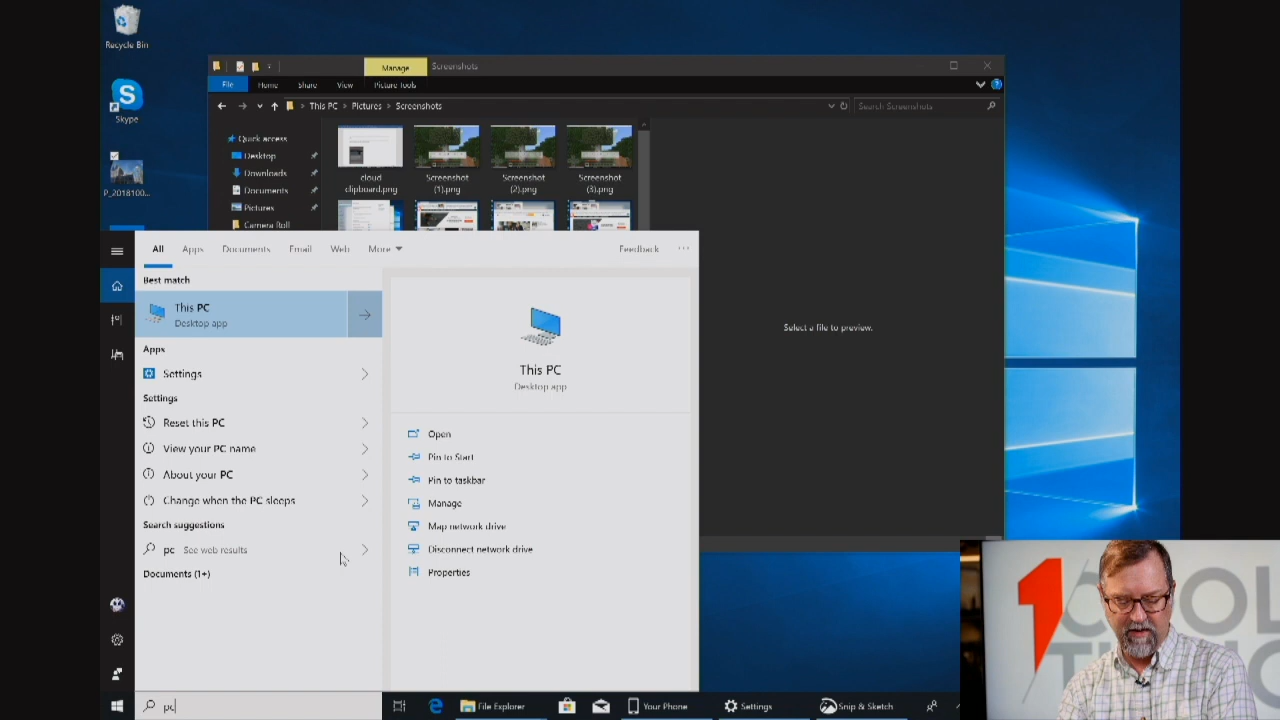 Recycle Bin
Skype
P_2018100...
Manage
Screenshots
File
Home
Share
View
Picture Tools
This PC
Pictures
Screenshots
Search Screenshots
Quick access
Desktop
Downloads
Documents
Pictures
Camera Roll
cloud
clipboard.png
Screenshot
(1).png
Screenshot
(2).png
Screenshot
(3).png
Select a file to preview.
All
Apps
Documents
Email
Web
More
Feedback
Best match
This PC
Desktop app
Apps
Settings
Settings
Reset this PC
View your PC name
About your PC
Change when the PC sleeps
Search suggestions
pc See web results
Documents (1+)
This PC
Desktop app
Open
Pin to Start
Pin to taskbar
Manage
Map network drive
Disconnect network drive
Properties
pc
File Explorer
Your Phone
Settings
Snip & Sketch
1
COOL